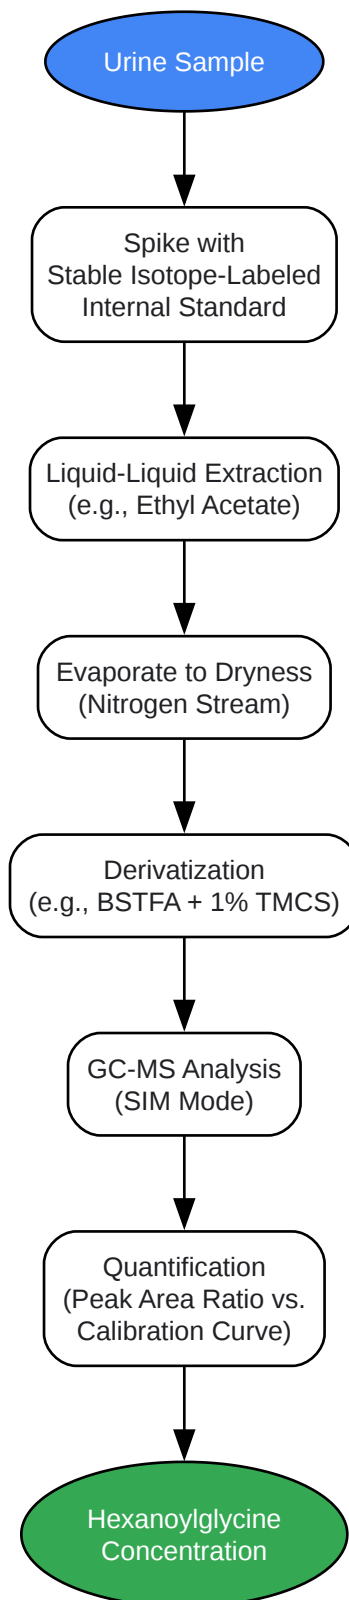 Urine Sample
Spike with
Stable Isotope-Labeled
Internal Standard
Liquid-Liquid Extraction
(e.g., Ethyl Acetate)
Evaporate to Dryness
(Nitrogen Stream)
Derivatization
(e.g., BSTFA + 1% TMCS)
GC-MS Analysis
(SIM Mode)
Quantification
(Peak Area Ratio vs.
Calibration Curve)
Hexanoylglycine
Concentration